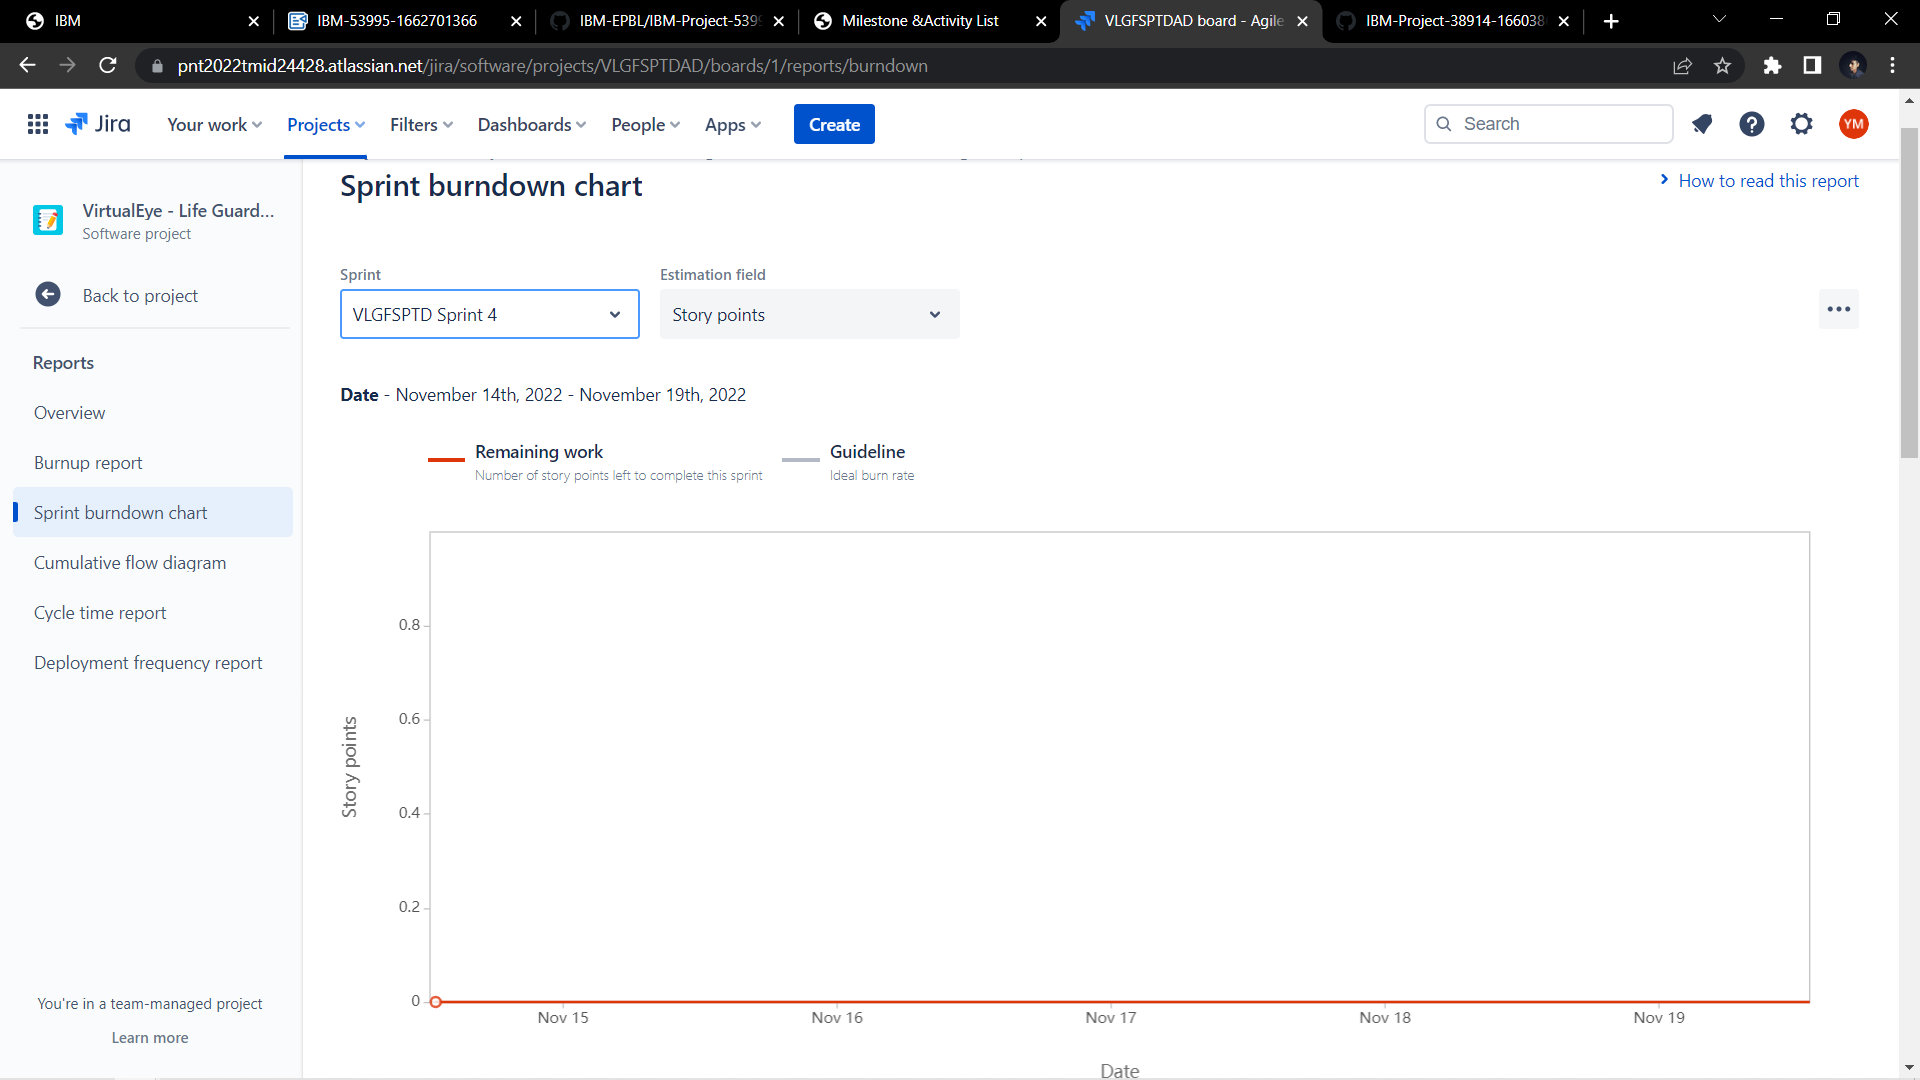 IBM
IBM-53995-1662701366
IBM-EPBL/IBM-Project-539
Milestone &Activity List
VLGFSPTDAD board - Agile
IBM-Project-38914-16603
pnt2022tmid24428.atlassian.net/jira/software/projects/VLGFSPTDAD/boards/1/reports/burndown
Jira
Your work
Projects
Filters
Dashboards
People
Apps
Create
Search
YM
VirtualEye - Life Guard...
Software project
Back to project
Reports
Overview
Burnup report
Sprint burndown chart
Cumulative flow diagram
Cycle time report
Deployment frequency report
You're in a team-managed project
Learn more
Sprint burndown chart
How to read this report
Sprint
VLGFSPTD Sprint 4
Estimation field
Story points
Date - November 14th, 2022 - November 19th, 2022
Remaining work
Number of story points left to complete this sprint
Guideline
Ideal burn rate
Story points
0.8
0.6
0.4
0.2
0
Nov 15
Nov 16
Nov 17
Nov 18
Nov 19
Date